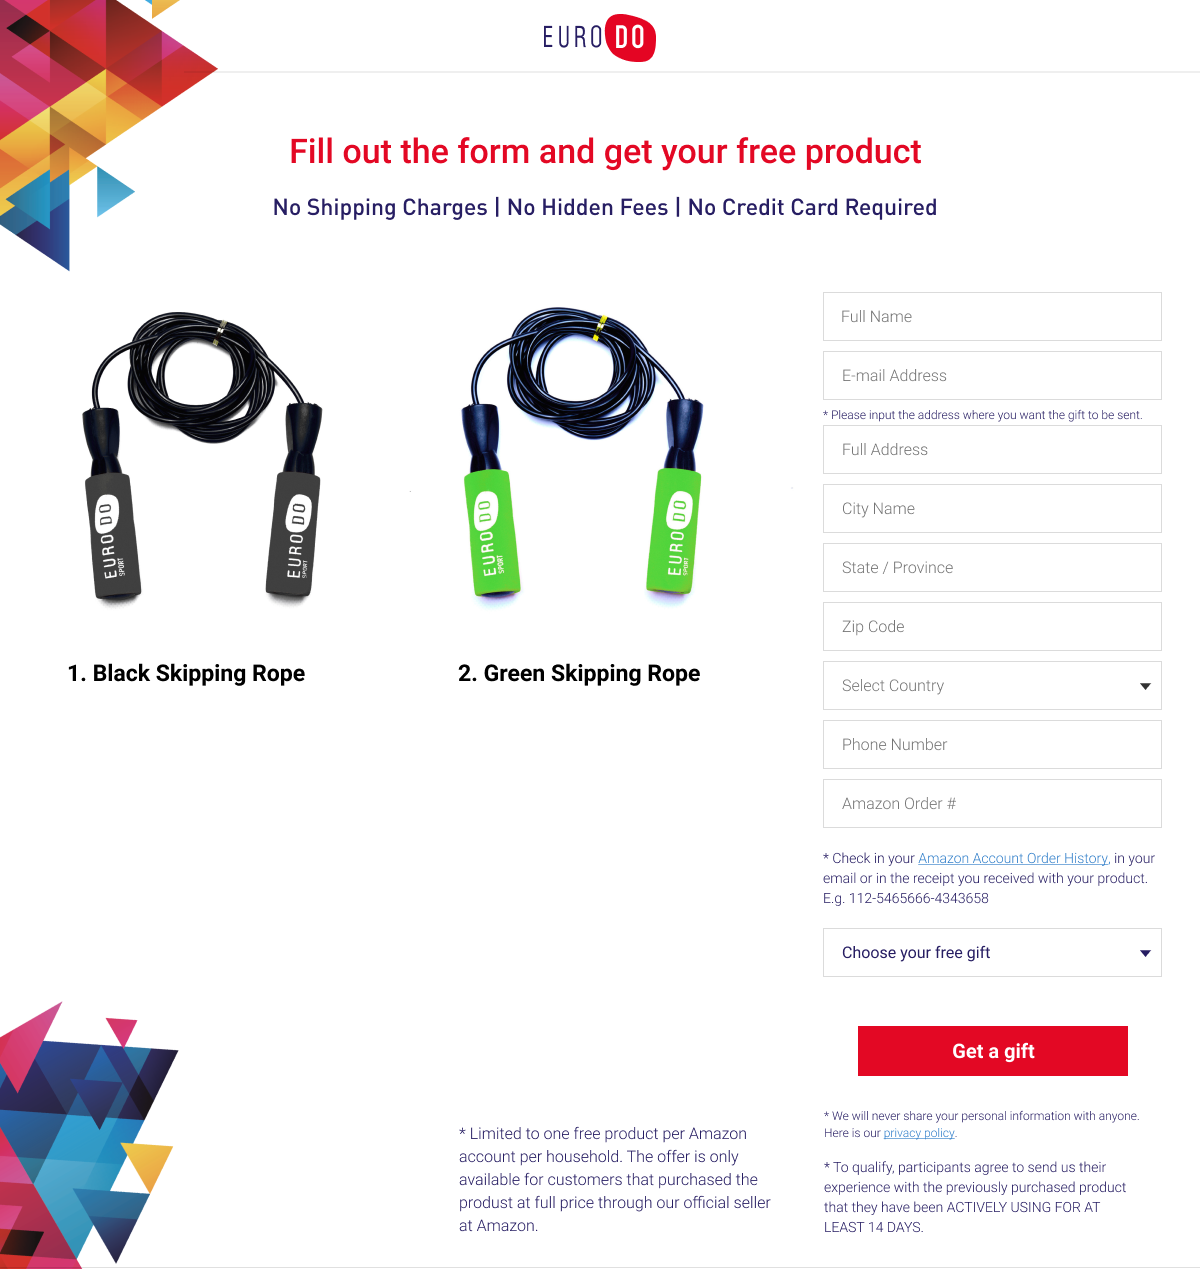 EURO DO
Fill out the form and get your free product
No Shipping Charges | No Hidden Fees | No Credit Card Required
EURO DO
SPORT
EURO DO
SPORT
EURO DO
SPORT
EURO DO
SPORT
1. Black Skipping Rope
2. Green Skipping Rope
Full Name
E-mail Address
* Please input the address where you want the gift to be sent.
Full Address
City Name
State / Province
Zip Code
Select Country
Phone Number
Amazon Order #
* Check in your Amazon Account Order History, in your
email or in the receipt you received with your product.
E.g. 112-5465666-4343658
Choose your free gift
Get a gift
* We will never share your personal information with anyone.
Here is our privacy policy.
* To qualify, participants agree to send us their
experience with the previously purchased product
that they have been ACTIVELY USING FOR AT
LEAST 14 DAYS.
* Limited to one free product per Amazon
account per household. The offer is only
available for customers that purchased the
produst at full price through our official seller
at Amazon.